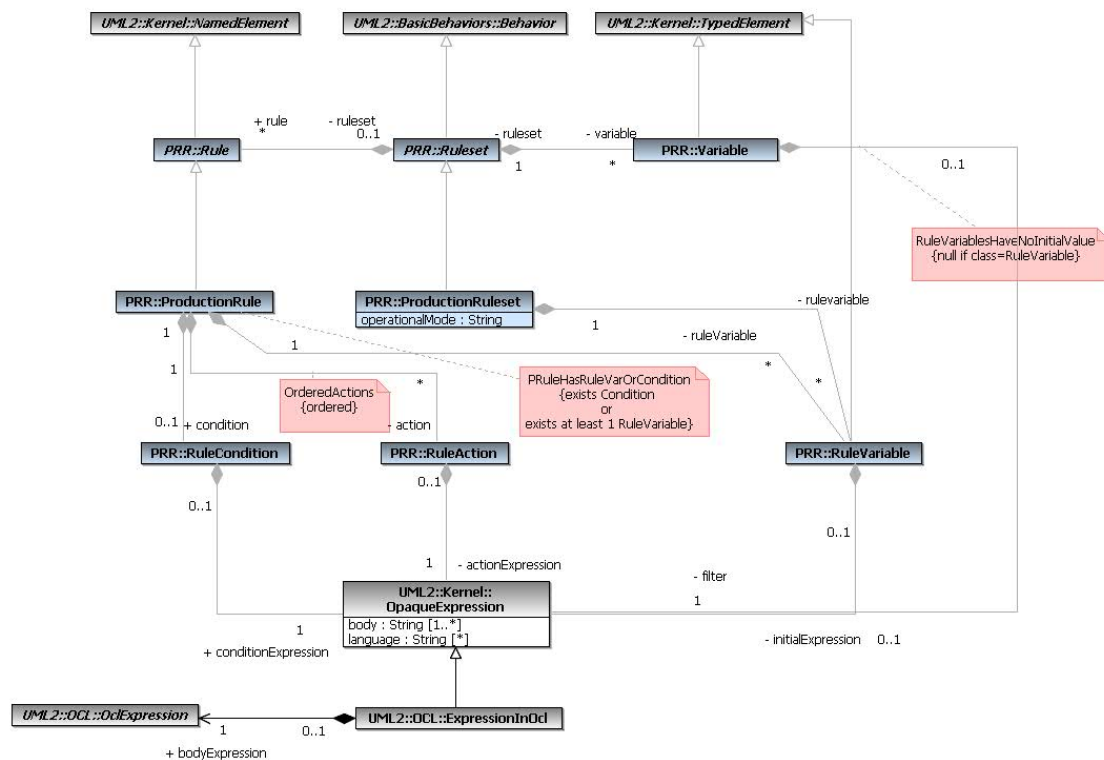 UML2::Kernel::NamedElement
UML2::BasicBehaviors::Behavior
UML2::Kernel::TypedElement
+ rule
*
- ruleset
0..1
- ruleset
1
- variable
*
PRR::Rule
PRR::Ruleset
PRR::Variable
0..1
RuleVariablesHaveNoInitialValue
{null if class=RuleVariable}
PRR::ProductionRule
PRR::ProductionRuleset
operationalMode : String
- rulevariable
1
1
1
1
- ruleVariable
*
*
*
OrderedActions
{ordered}
PRuleHasRuleVarOrCondition
{exists Condition
or
exists at least 1 RuleVariable}
0..1
+ condition
- action
PRR::RuleCondition
PRR::RuleAction
PRR::RuleVariable
0..1
0..1
0..1
1
- actionExpression
- filter
1
UML2::Kernel::
OpaqueExpression
body : String [1..*]
language : String [*]
1
+ conditionExpression
- initialExpression
0..1
UML2::OCL::OclExpression
UML2::OCL::ExpressionInOcl
1
0..1
+ bodyExpression